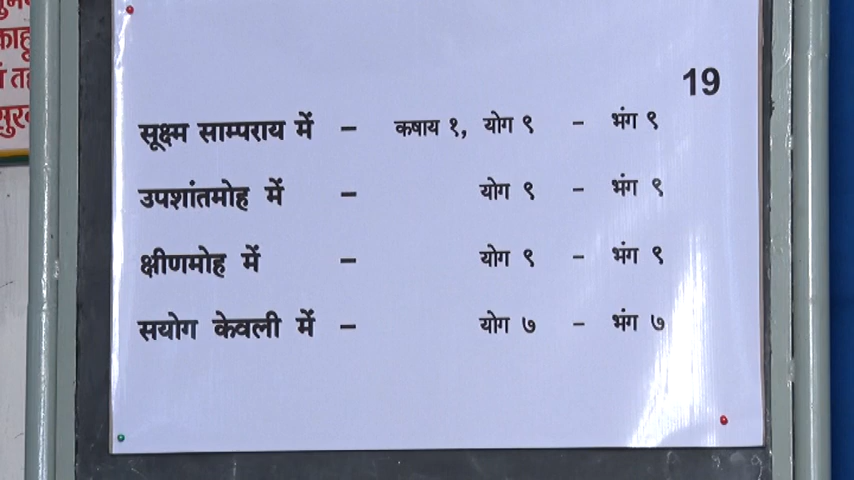 19
सूक्ष्म साम्पराय में – कषाय १, योग ९ – भंग ९
उपशांतमोह में – योग ९ – भंग ९
क्षीणमोह में – योग ९ – भंग ९
सयोग केवली में – योग ७ – भंग ७